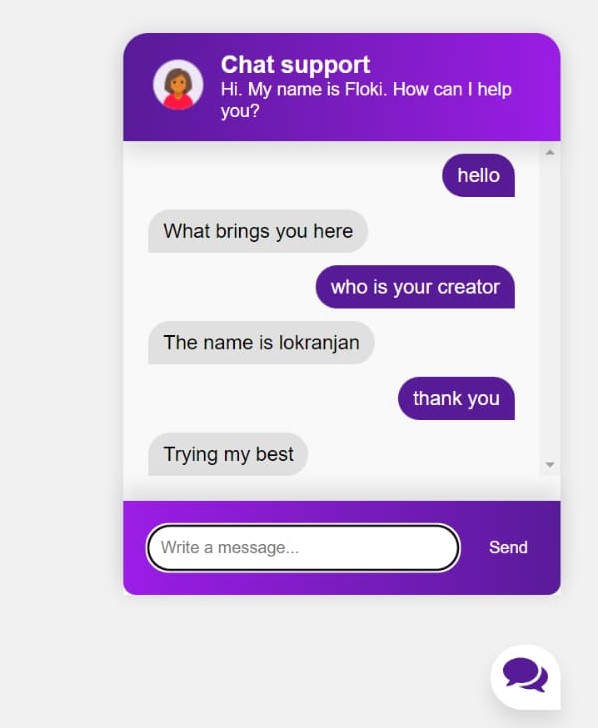 Chat support
Hi. My name is Floki. How can I help
you?
hello
What brings you here
who is your creator
The name is lokranjan
thank you
Trying my best
Write a message...
Send